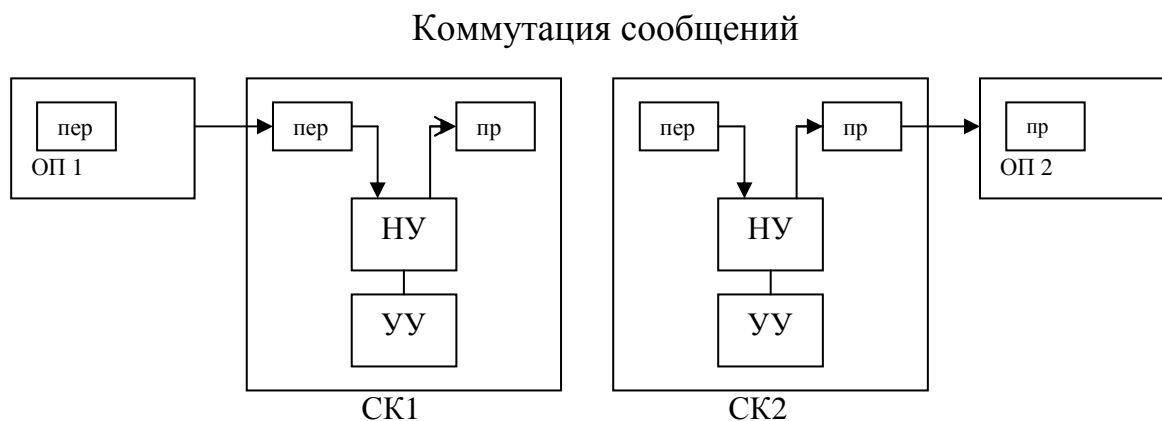 Коммутация сообщений
пер
ОП 1
пер
пр
НУ
УУ
СК1
пер
пр
НУ
УУ
СК2
пр
ОП 2